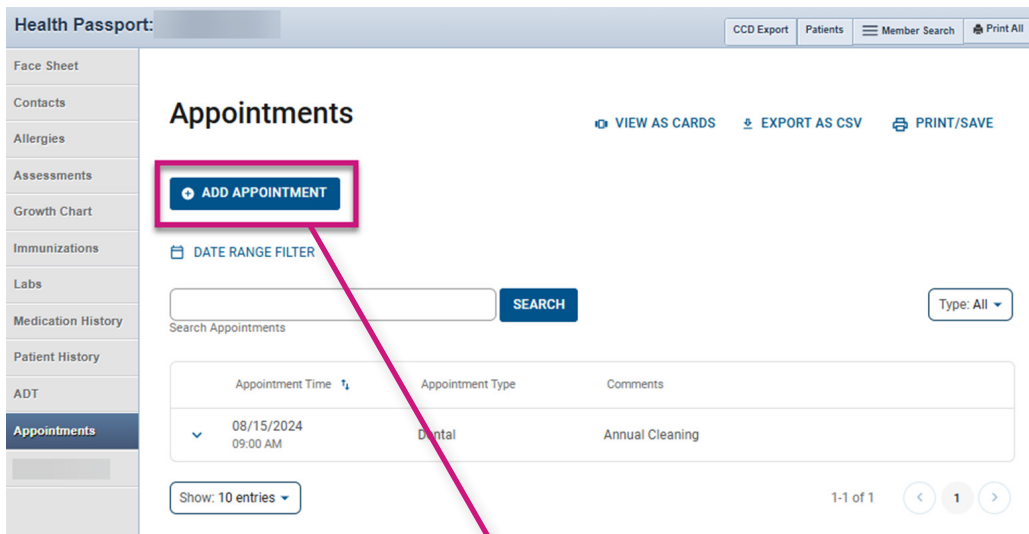 Health Passport:
CCD Export
Patients
Member Search
Print All
Face Sheet
Contacts
Allergies
Assessments
Growth Chart
Immunizations
Labs
Medication History
Patient History
ADT
Appointments
Appointments
VIEW AS CARDS
EXPORT AS CSV
PRINT/SAVE
ADD APPOINTMENT
DATE RANGE FILTER
SEARCH
Type: All
Search Appointments
Appointment Time
Appointment Type
Comments
08/15/2024
09:00 AM
Dental
Annual Cleaning
Show: 10 entries
1-1 of 1
1